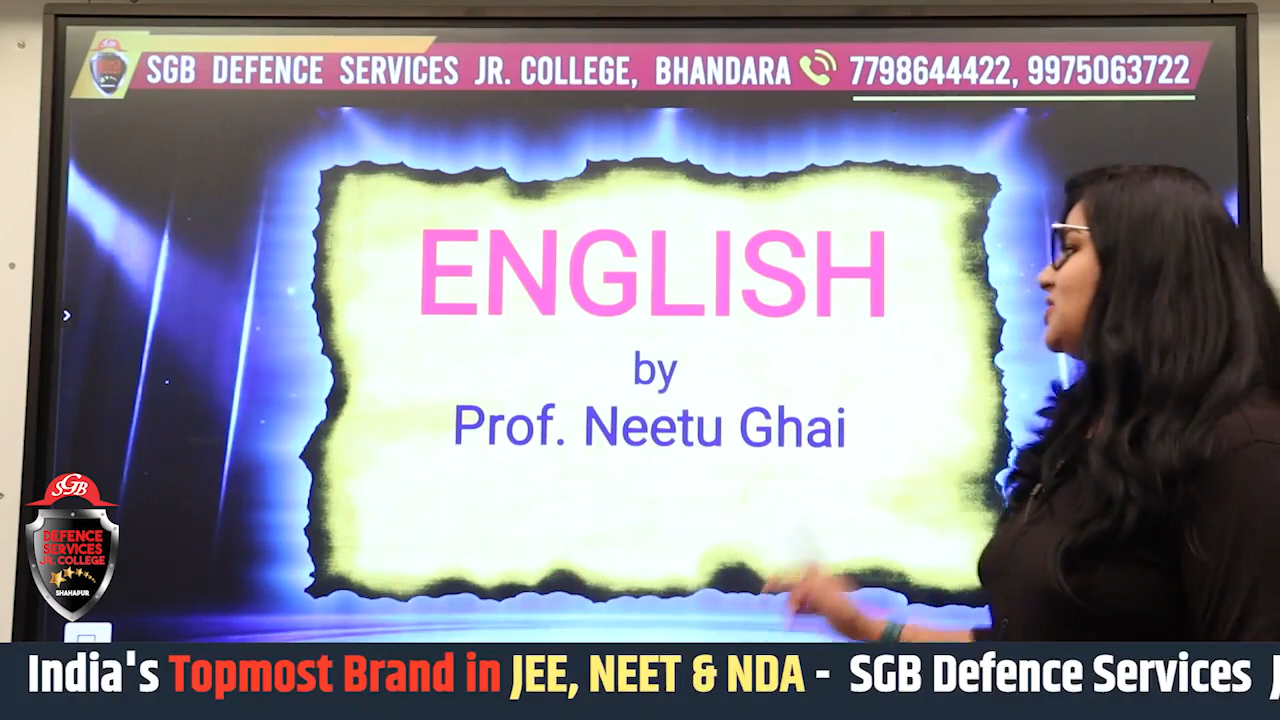 SGB DEFENCE SERVICES JR. COLLEGE, BHANDARA 7798644422, 9975063722
ENGLISH
by
Prof. Neetu Ghai
SGB
DEFENCE
SERVICES
JR. COLLEGE
SHAHAPUR
India's Topmost Brand in JEE, NEET & NDA - SGB Defence Services J